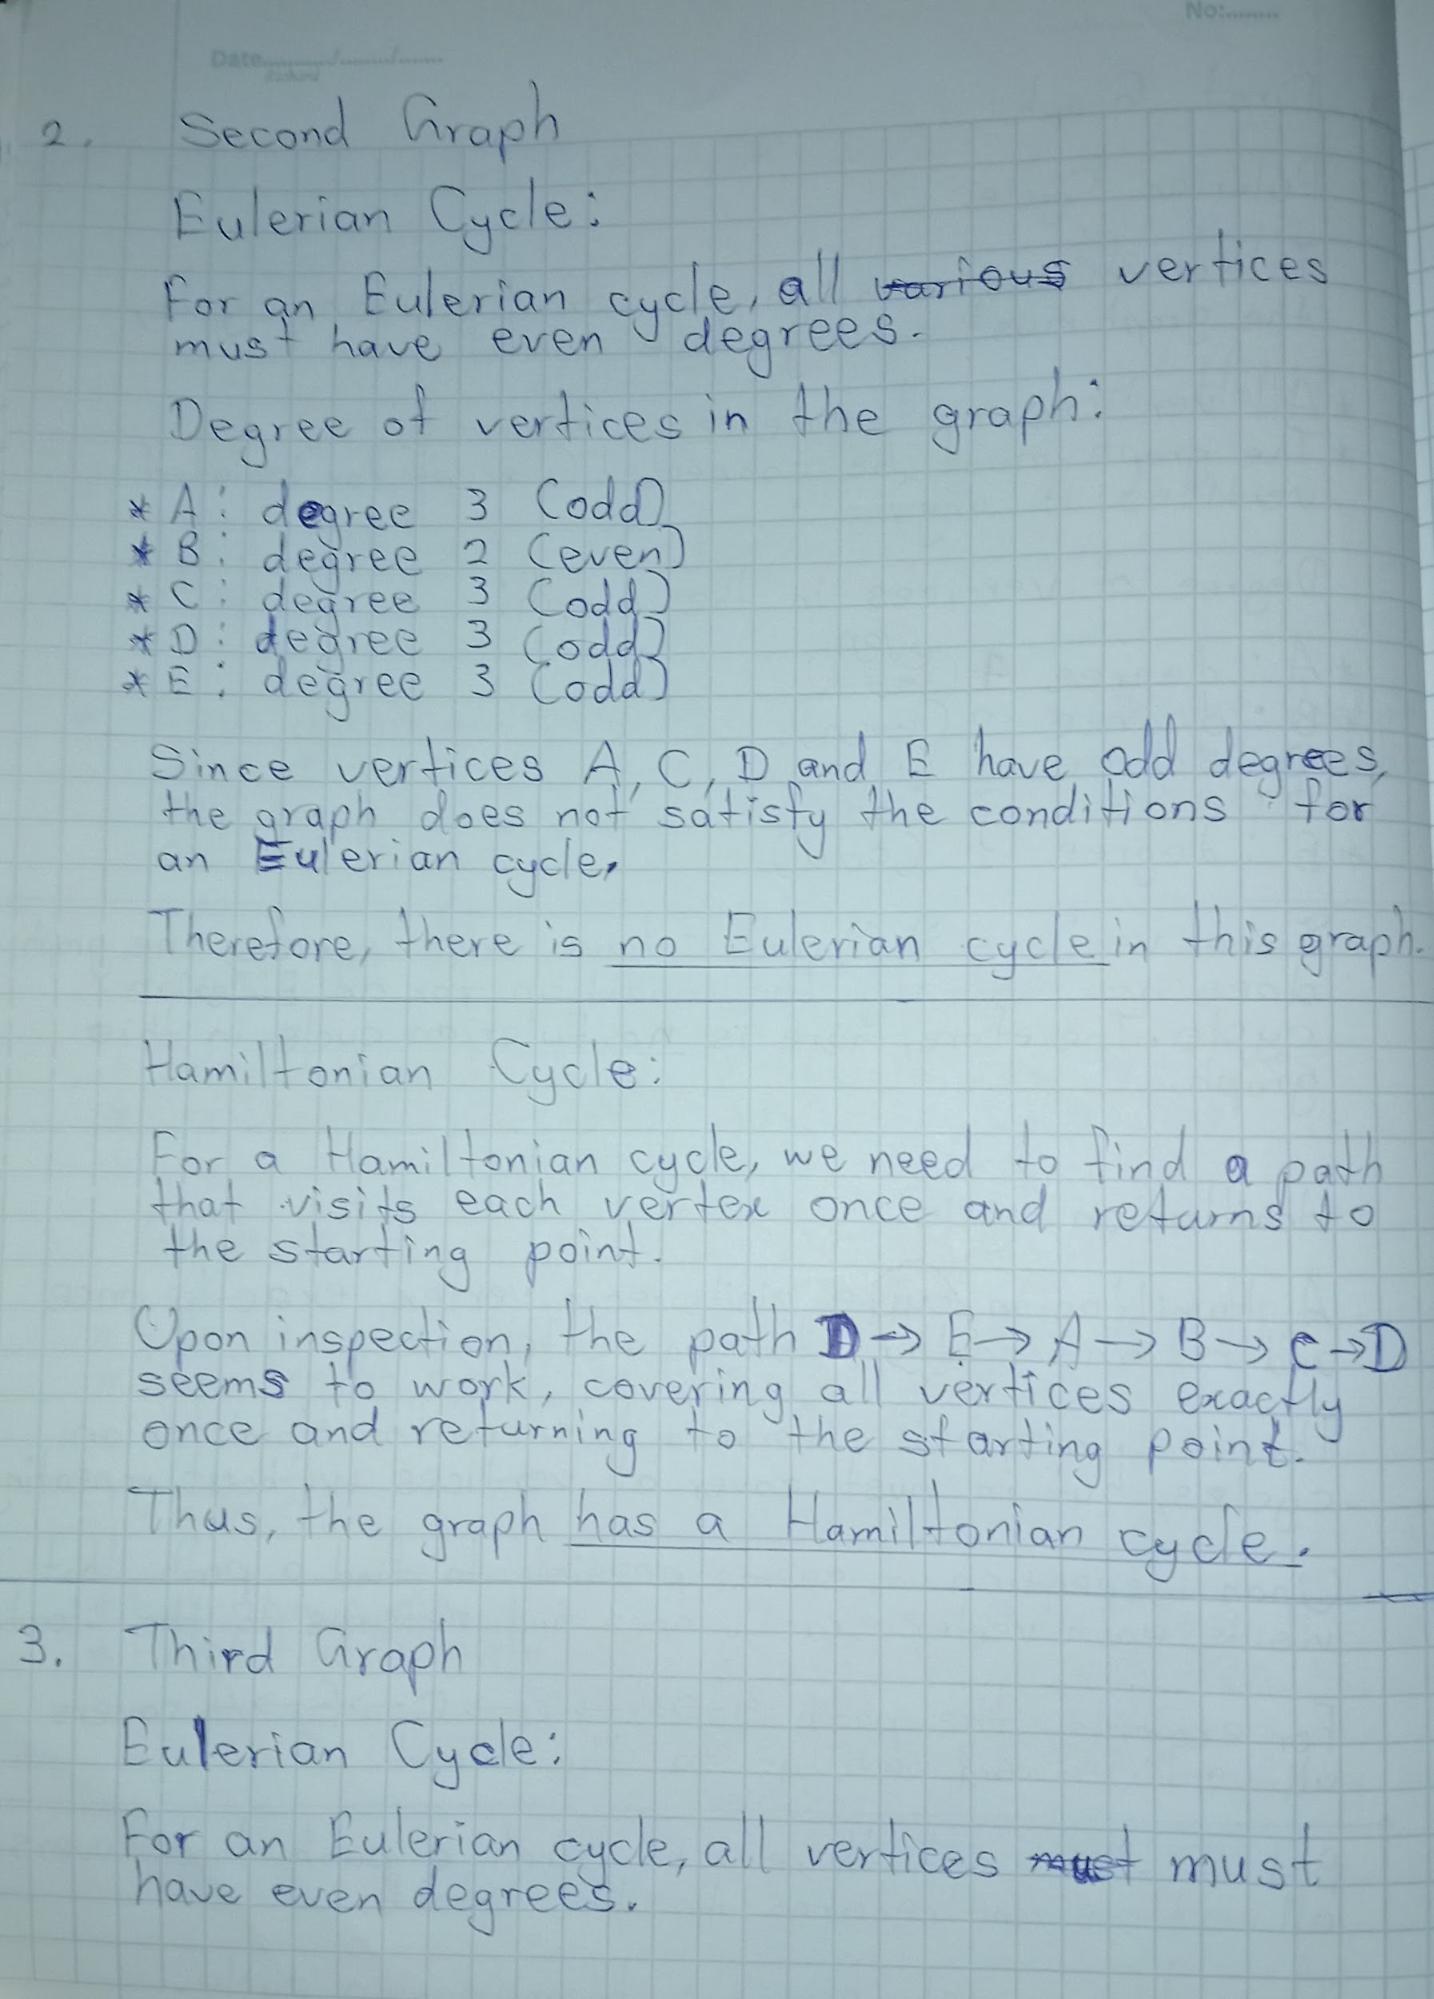 No:........
Date............/........./.........
2. Second Graph
Eulerian Cycle:
For an Eulerian cycle, all various vertices
must have even degrees.
Degree of vertices in the graph:
* A: degree 3 (odd)
* B: degree 2 (even)
* C: degree 3 (odd)
* D: degree 3 (odd)
* E: degree 3 (odd)
Since vertices A, C, D and E have odd degrees,
the graph does not satisfy the conditions for
an Eulerian cycle.
Therefore, there is no Eulerian cycle in this graph.
Hamiltonian Cycle:
For a Hamiltonian cycle, we need to find a path
that visits each vertex once and returns to
the starting point.
Upon inspection, the path D → E → A → B → C → D
seems to work, covering all vertices exactly
once and returning to the starting point.
Thus, the graph has a Hamiltonian cycle.
3. Third Graph
Eulerian Cycle:
For an Eulerian cycle, all vertices must must
have even degrees.